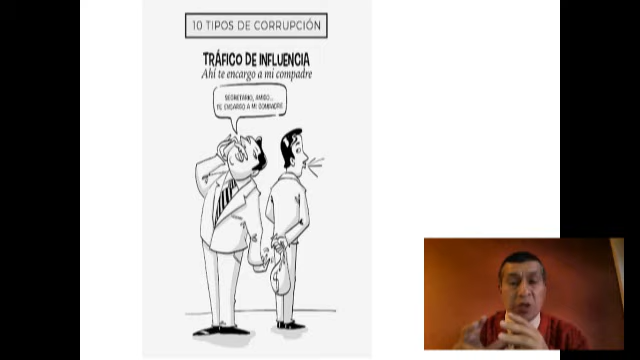 10 TIPOS DE CORRUPCIÓN
TRÁFICO DE INFLUENCIA
Ahí te encargo a mi compadre
SECRETARIO, AMIGO...
TE ENCARGO A MI COMPADRE